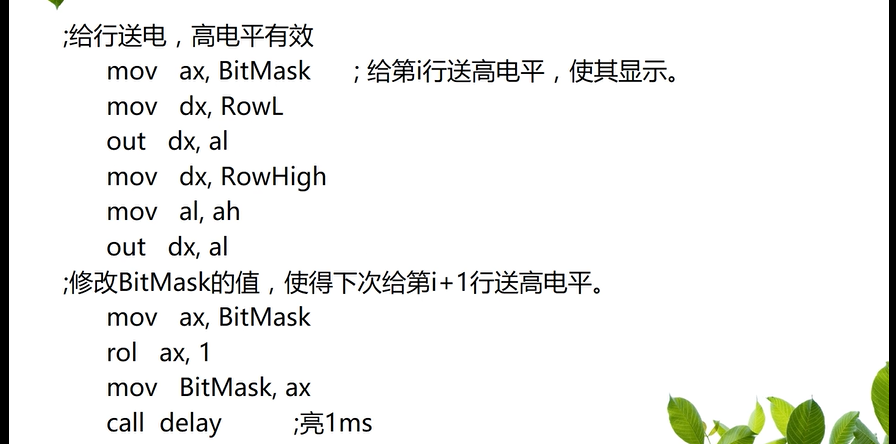 ;给行送电，高电平有效
mov ax, BitMask ; 给第i行送高电平，使其显示。
mov dx, RowL
out dx, al
mov dx, RowHigh
mov al, ah
out dx, al
;修改BitMask的值，使得下次给第i+1行送高电平。
mov ax, BitMask
rol ax, 1
mov BitMask, ax
call delay ;亮1ms